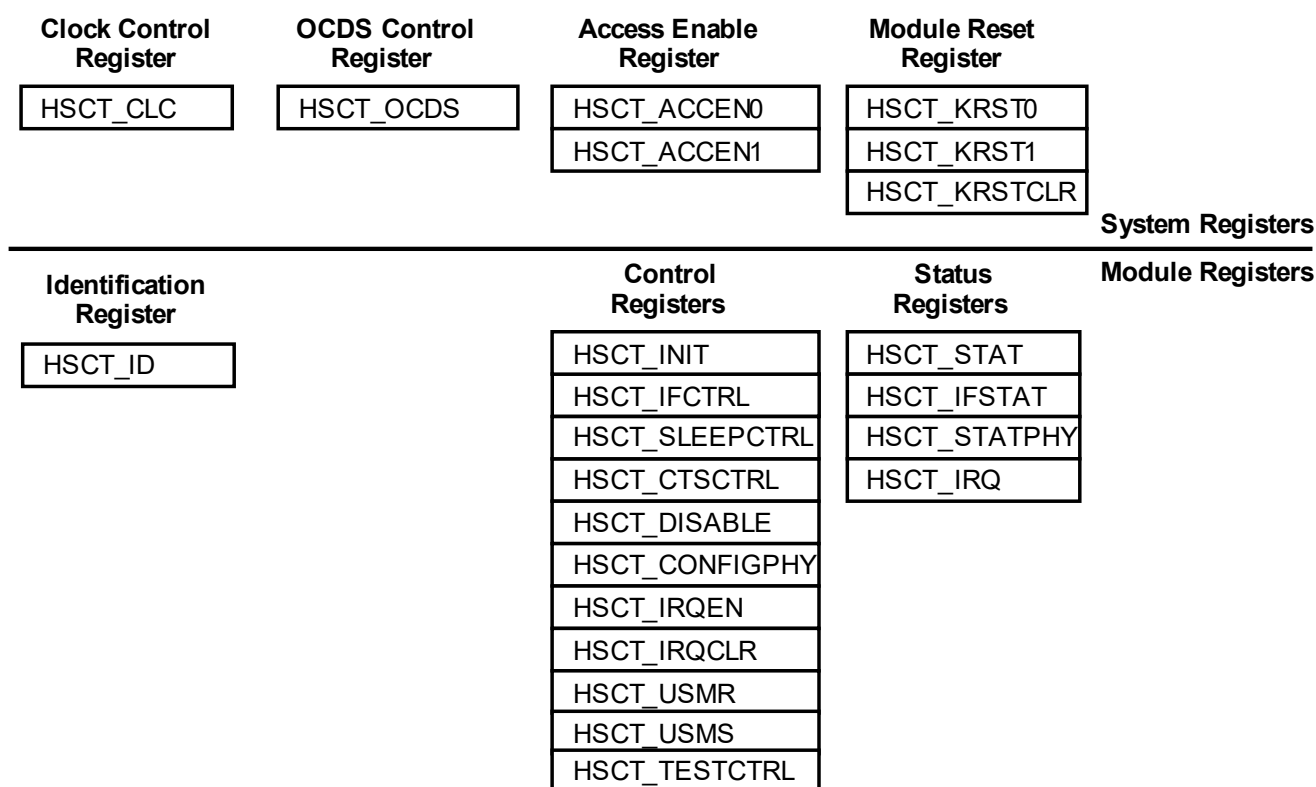 Clock Control
Register
HSCT_CLC
OCDS Control
Register
HSCT_OCDS
Access Enable
Register
HSCT_ACCEN0
HSCT_ACCEN1
Module Reset
Register
HSCT_KRST0
HSCT_KRST1
HSCT_KRSTCLR
System Registers
Module Registers
Identification
Register
HSCT_ID
Control
Registers
HSCT_INIT
HSCT_IFCTRL
HSCT_SLEEPCTRL
HSCT_CTSCTRL
HSCT_DISABLE
HSCT_CONFIGPHY
HSCT_IRQEN
HSCT_IRQCLR
HSCT_USMR
HSCT_USMS
HSCT_TESTCTRL
Status
Registers
HSCT_STAT
HSCT_IFSTAT
HSCT_STATPHY
HSCT_IRQ